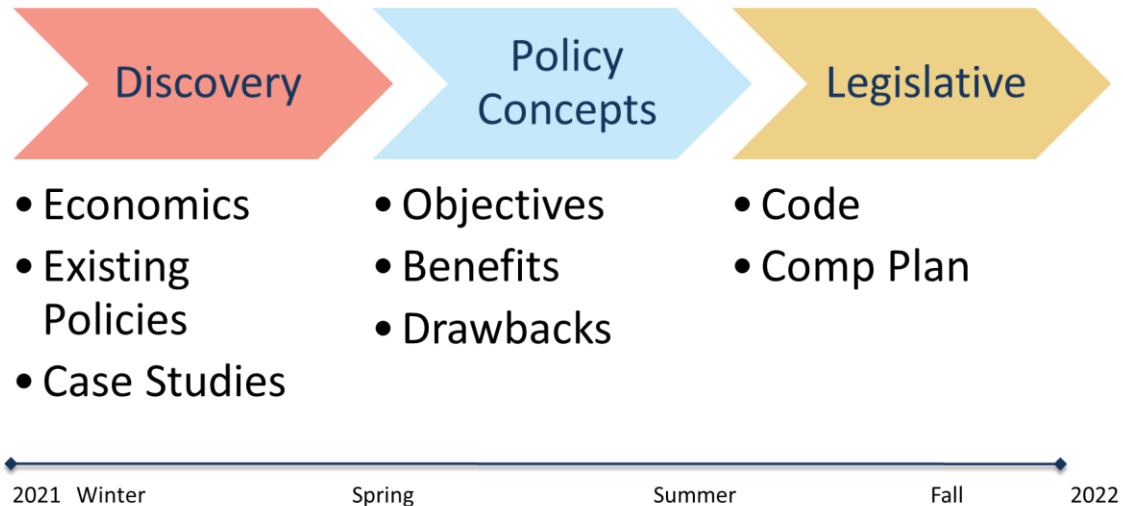 Discovery
Policy
Concepts
Legislative
• Economics
• Existing
Policies
• Case Studies
• Objectives
• Benefits
• Drawbacks
• Code
• Comp Plan
2021 Winter Spring Summer Fall 2022